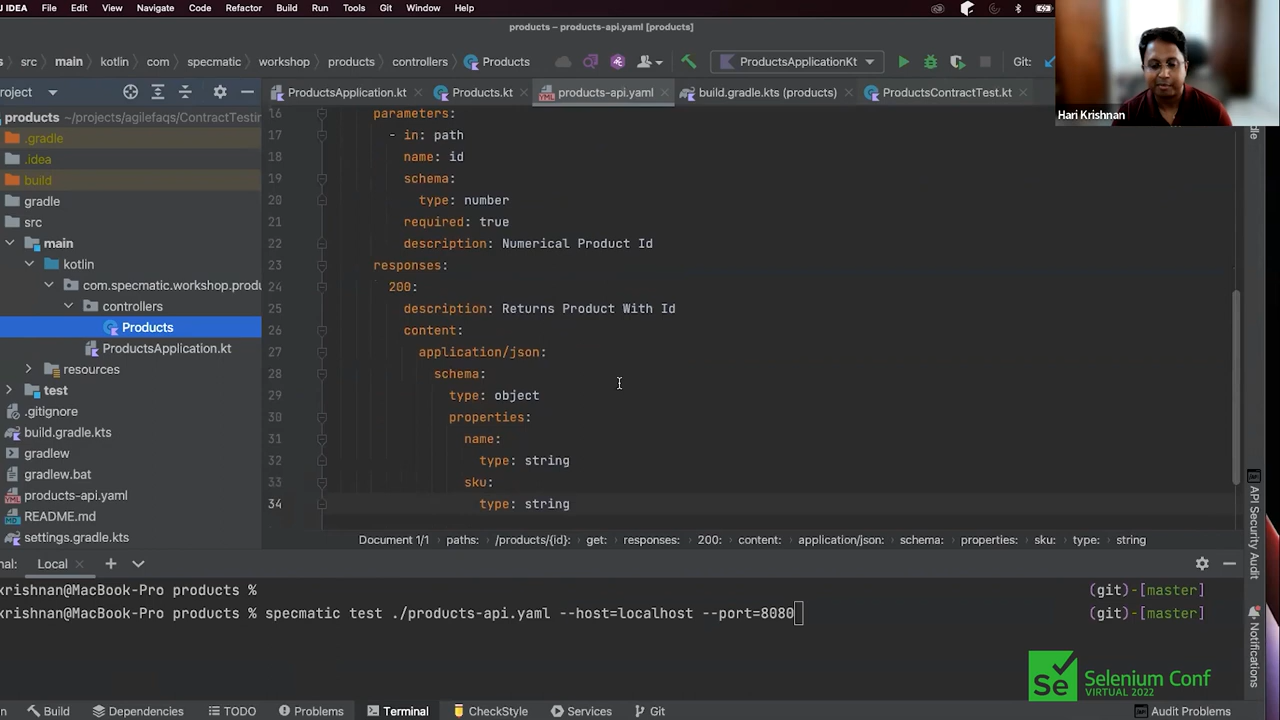 IDEA File Edit View Navigate Code Refactor Build Run Tools Git Window Help
products – products-api.yaml [products]
src main kotlin com specmatic workshop products controllers Products ProductsApplicationKt Git:
roject ProductsApplication.kt Products.kt products-api.yaml build.gradle.kts (products) ProductsContractTest.kt
Hari Krishnan
products ~/projects/agilefaqs/ContractTestin
.gradle
.idea
build
gradle
src
main
kotlin
com.specmatic.workshop.produ
controllers
Products
ProductsApplication.kt
resources
test
.gitignore
build.gradle.kts
gradlew
gradlew.bat
products-api.yaml
README.md
settings.gradle.kts
16 parameters:
17 - in: path
18 name: id
19 schema:
20 type: number
21 required: true
22 description: Numerical Product Id
23 responses:
24 200:
25 description: Returns Product With Id
26 content:
27 application/json:
28 schema:
29 type: object
30 properties:
31 name:
32 type: string
33 sku:
34 type: string
Document 1/1 paths: /products/{id}: get: responses: 200: content: application/json: schema: properties: sku: type: string
API Security Audit
Notifications
nal: Local
krishnan@MacBook-Pro products % (git)-[master]
krishnan@MacBook-Pro products % specmatic test ./products-api.yaml --host=localhost --port=8080 (git)-[master]
Se Selenium Conf
VIRTUAL 2022
Build Dependencies TODO Problems Terminal CheckStyle Services Git Audit Problems